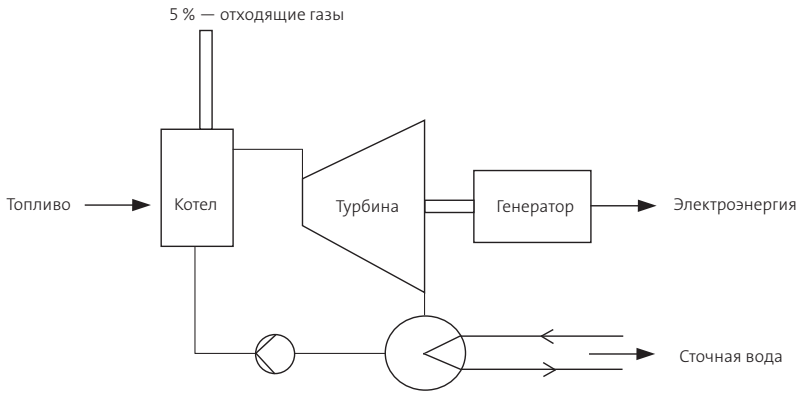 5 % — отходящие газы
Топливо
Котел
Турбина
Генератор
Электроэнергия
Сточная вода